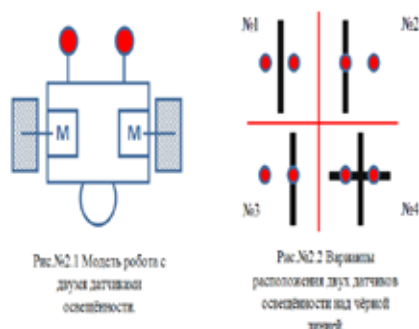 №1
№2
М
М
№3
№4
Рис.№2.1 Модель робота с
двумя датчиками
освещённости.
Рис.№2.2 Варианты
расположения двух датчиков
освещённости над чёрной
линией